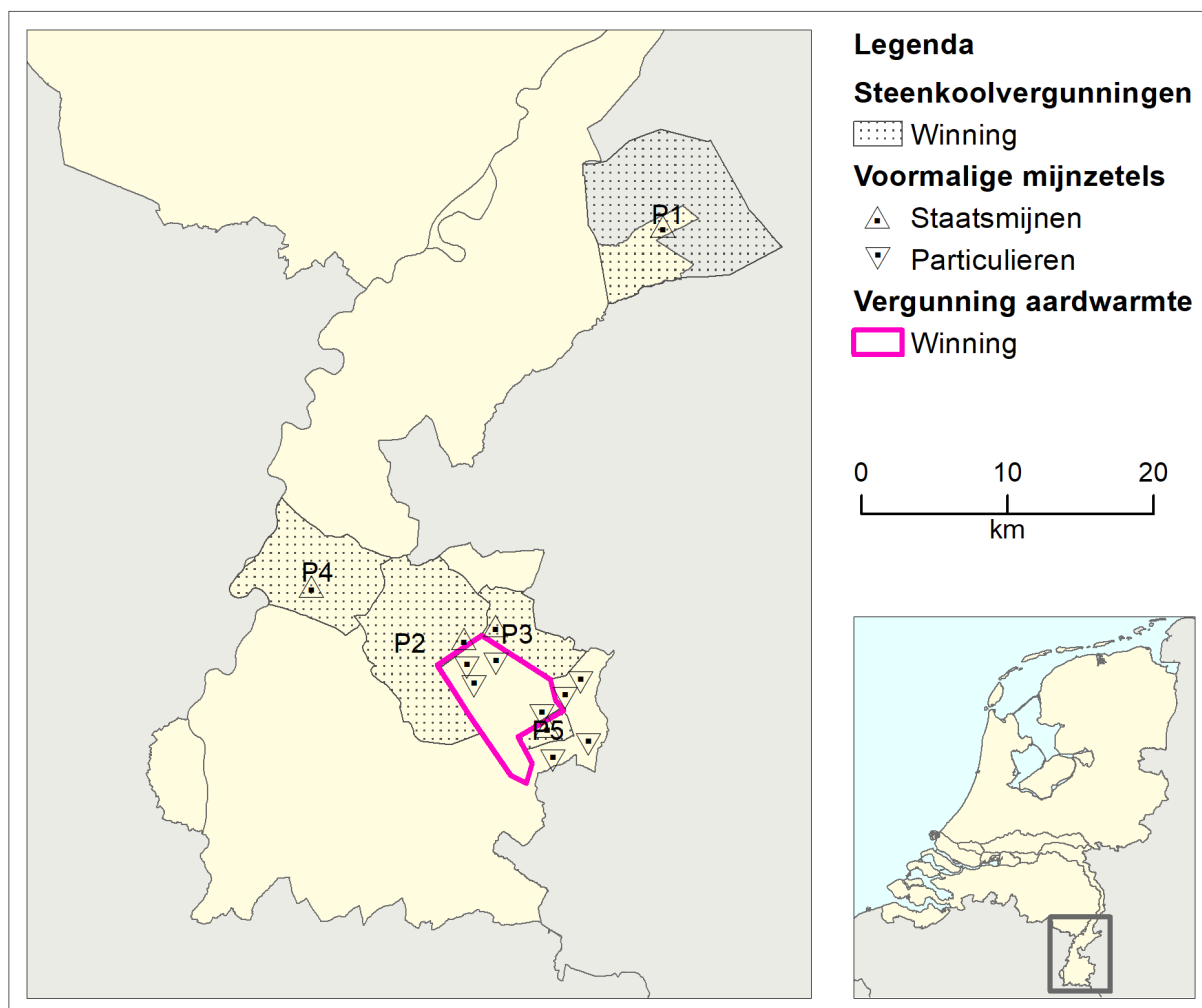 P1
P4
P2
P3
P5
Legenda
Steenkoolvergunningen
Winning
Voormalige mijnzetels
Staatsmijnen
Particulieren
Vergunning aardwarmte
Winning
0 10 20
km